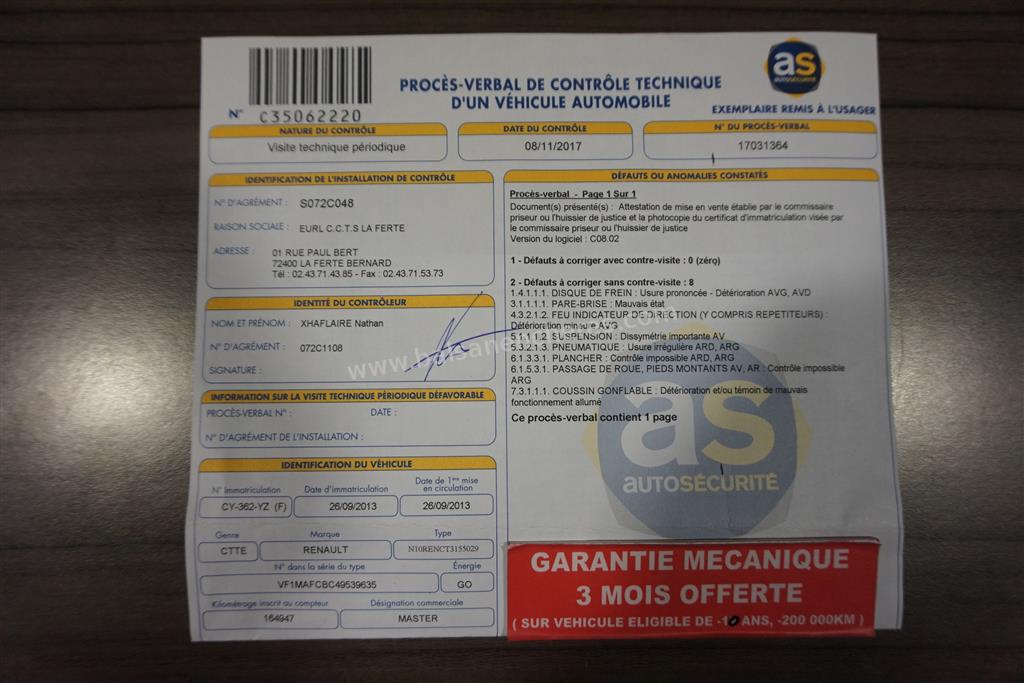 as
AUTOSÉCURITÉ
PROCÈS-VERBAL DE CONTRÔLE TECHNIQUE
D'UN VÉHICULE AUTOMOBILE
N° C35062220
EXEMPLAIRE REMIS À L'USAGER
NATURE DU CONTRÔLE
Visite technique périodique
DATE DU CONTRÔLE
08/11/2017
N° DU PROCÈS-VERBAL
17031364
IDENTIFICATION DE L'INSTALLATION DE CONTRÔLE
N° D'AGRÉMENT : S072C048
RAISON SOCIALE : EURL C.C.T.S LA FERTE
ADRESSE : 01 RUE PAUL BERT
72400 LA FERTE BERNARD
Tél : 02.43.71.43.85 - Fax : 02.43.71.53.73
IDENTITÉ DU CONTRÔLEUR
NOM ET PRÉNOM : XHAFLAIRE Nathan
N° D'AGRÉMENT : 072C1108
SIGNATURE :
INFORMATION SUR LA VISITE TECHNIQUE PÉRIODIQUE DÉFAVORABLE
PROCÈS-VERBAL N° : DATE :
N° D'AGRÉMENT DE L'INSTALLATION :
IDENTIFICATION DU VÉHICULE
N° Immatriculation
CY-362-YZ (F)
Date d'immatriculation
26/09/2013
Date de 1ère mise
en circulation
26/09/2013
Genre
CTTE
Marque
RENAULT
Type
N10RENCT3155029
N° dans la série du type
VF1MAFCBC49539635
Énergie
GO
Kilométrage inscrit au compteur
164947
Désignation commerciale
MASTER
DÉFAUTS OU ANOMALIES CONSTATÉS
Procès-verbal - Page 1 Sur 1
Document(s) présenté(s) : Attestation de mise en vente établie par le commissaire
priseur ou l'huissier de justice et la photocopie du certificat d'immatriculation visée par
le commissaire priseur ou l'huissier de justice
Version du logiciel : C08.02
1 - Défauts à corriger avec contre-visite : 0 (zéro)
2 - Défauts à corriger sans contre-visite : 8
1.4.1.1.1. DISQUE DE FREIN : Usure prononcée - Détérioration AVG, AVD
3.1.1.1.1. PARE-BRISE : Mauvais état
4.3.2.1.2. FEU INDICATEUR DE DIRECTION (Y COMPRIS REPETITEURS) :
Détérioration mineure AVG
5.1.1.1.2. SUSPENSION : Dissymétrie importante AV
5.3.2.1.3. PNEUMATIQUE : Usure irrégulière ARD, ARG
6.1.3.3.1. PLANCHER : Contrôle impossible ARD, ARG
6.1.5.3.1. PASSAGE DE ROUE, PIEDS MONTANTS AV, AR : Contrôle impossible
ARG
7.3.1.1.1. COUSSIN GONFLABLE : Détérioration et/ou témoin de mauvais
fonctionnement allumé
Ce procès-verbal contient 1 page
as
AUTOSÉCURITÉ
GARANTIE MECANIQUE
3 MOIS OFFERTE
( SUR VEHICULE ELIGIBLE DE -10 ANS, -200 000KM )